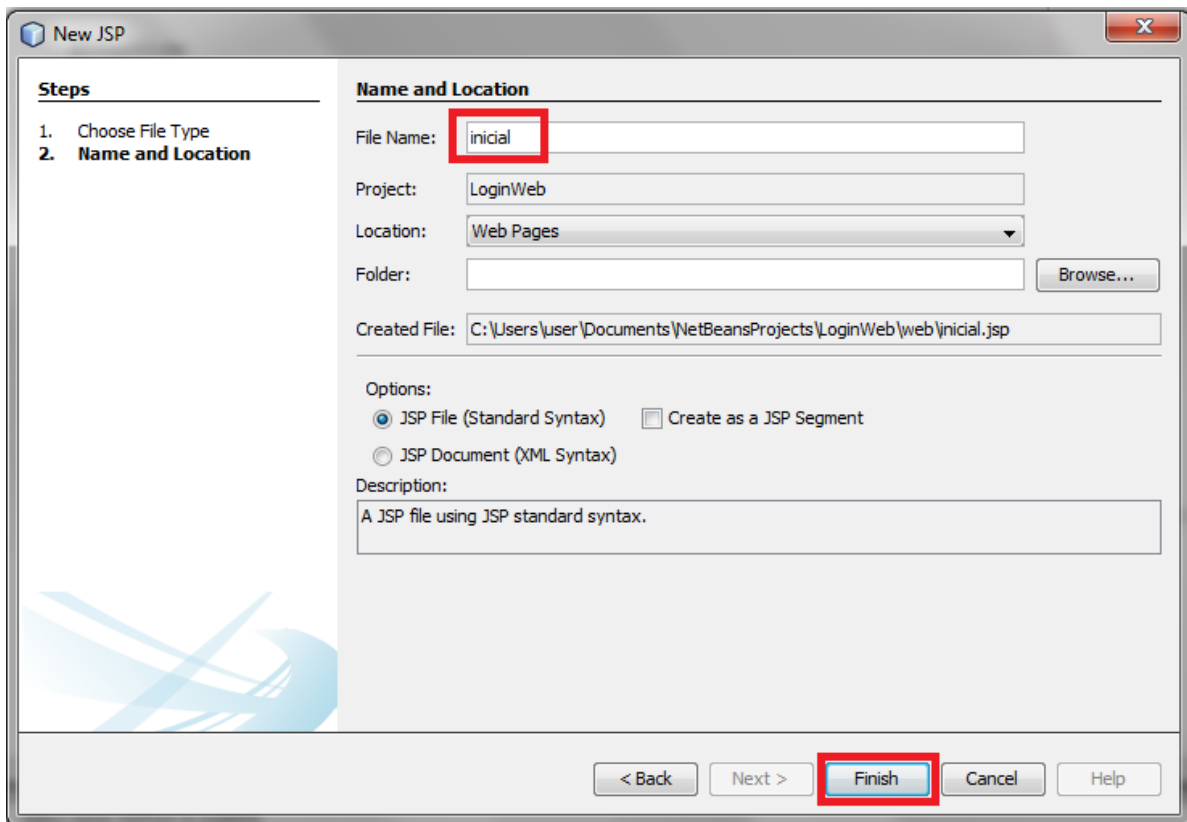 New JSP
Steps
1. Choose File Type
2. Name and Location
Name and Location
File Name: inicial
Project: LoginWeb
Location: Web Pages
Folder: Browse...
Created File: C:\Users\user\Documents\NetBeansProjects\LoginWeb\web\inicial.jsp
Options:
JSP File (Standard Syntax) Create as a JSP Segment
JSP Document (XML Syntax)
Description:
A JSP file using JSP standard syntax.
< Back Next > Finish Cancel Help